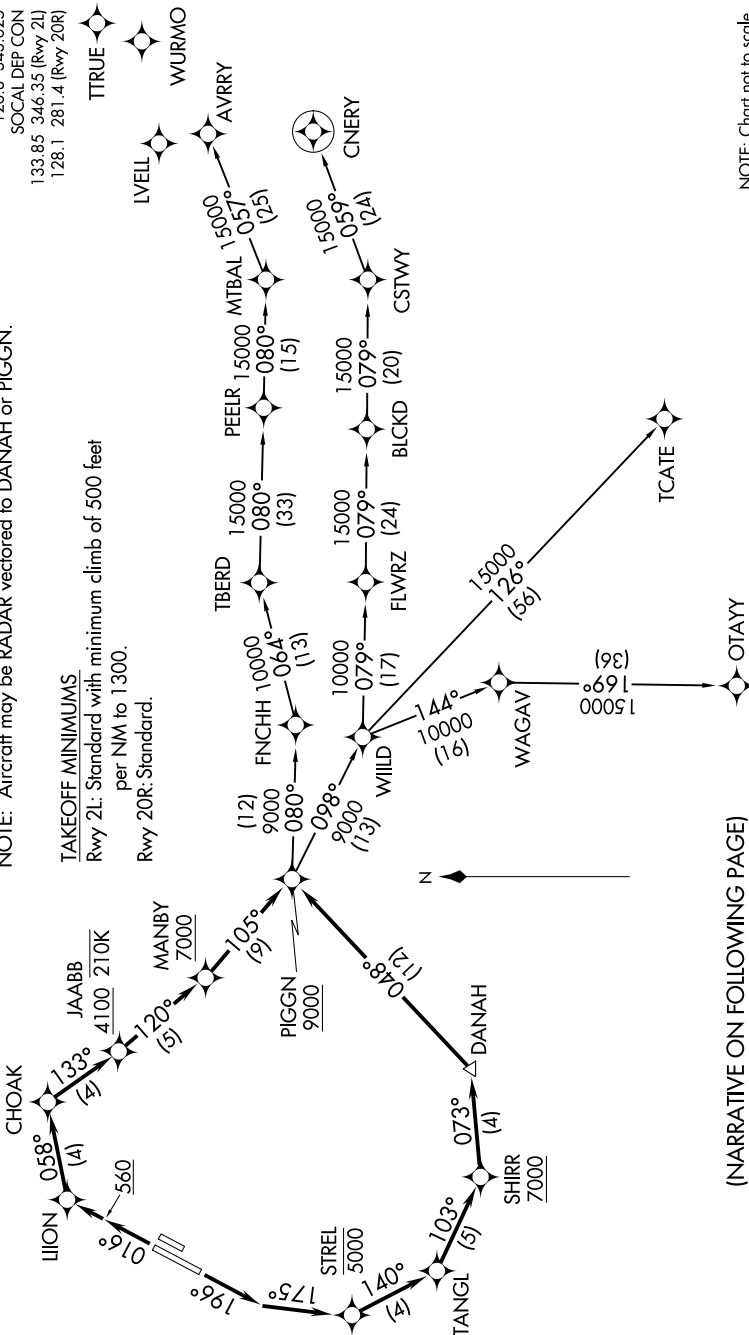 SOCAL DEP CON
133.85 346.35 (Rwy 2L)
128.1 281.4 (Rwy 20R)
NOTE: Aircraft may be RADAR vectored to DANAH or PIGGN.
TAKEOFF MINIMUMS
Rwy 2L: Standard with minimum climb of 500 feet
per NM to 1300.
Rwy 20R: Standard.
TTRUE
WURMO
LVELL
AVRRY
CNERY
15000
057°
(25)
MTBAL
15000
080°
(15)
PEELR
15000
080°
(33)
TBERD
10000
064°
(13)
FNCHH
(12)
9000
080°
15000
059°
(24)
CSTWY
15000
079°
(20)
BLCKD
15000
079°
(24)
FLWRZ
10000
079°
(17)
WIILD
098°
9000
(13)
15000
126°
(56)
TCATE
144°
10000
(16)
WAGAV
169°
(36)
15000
OTAYY
CHOAK
058°
(4)
LIION
560
016°
133°
(4)
JAABB
4100 210K
120°
(5)
MANBY
7000
105°
(9)
PIGGN
9000
N
196°
175°
STREL
5000
140°
(4)
TANGL
103°
(5)
SHIRR
7000
073°
(4)
DANAH
048°
(12)
(NARRATIVE ON FOLLOWING PAGE)
NOTE: Chart not to scale